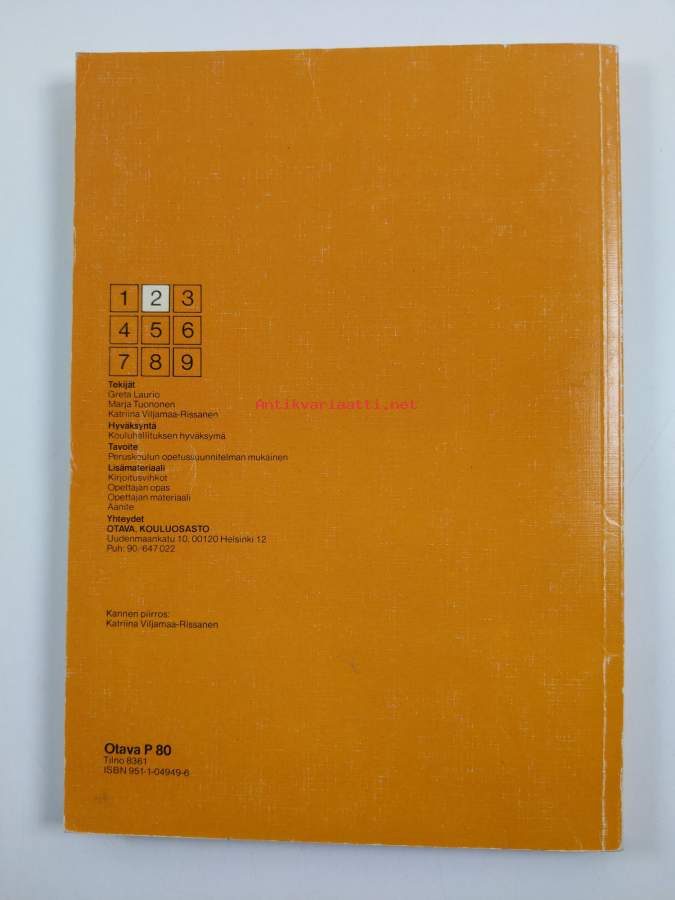 1 2 3
4 5 6
7 8 9
Tekijät
Greta Laurio
Marja Tuononen
Katriina Viljamaa-Rissanen
Hyväksyntä
Kouluhallituksen hyväksymä
Tavoite
Peruskoulun opetussuunnitelman mukainen
Lisämateriaali
Kirjoitusvihkot
Opettajan opas
Opettajan materiaali
Äänite
Yhteydet
OTAVA, KOULUOSASTO
Uudenmaankatu 10, 00120 Helsinki 12
Puh: 90/647 022
Antikvariaatti.net
Kannen piirros:
Katriina Viljamaa-Rissanen
Otava P 80
Tilno 8361
ISBN 951-1-04949-6